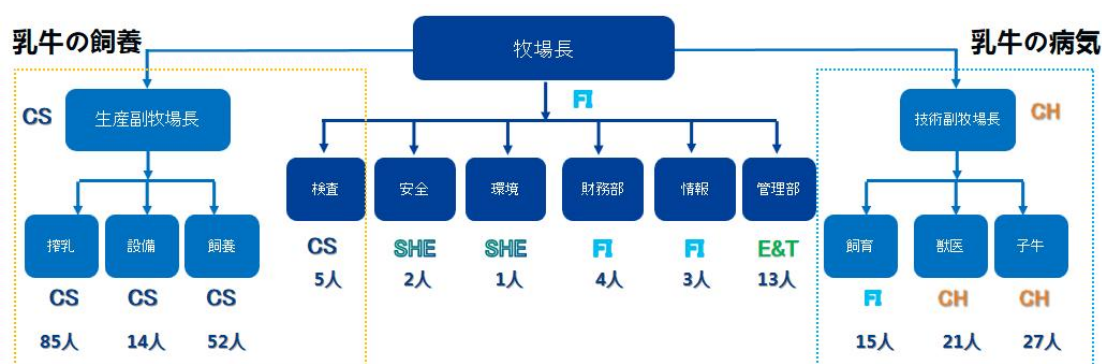 牧場長
乳牛の飼養
乳牛の病気
FI
CS
生産副牧場長
技術副牧場長
CH
検査
安全
環境
財務部
情報
管理部
搾乳
設備
飼養
飼育
獣医
子牛
CS
SHE
SHE
FI
FI
E&T
5人
2人
1人
4人
3人
13人
CS
CS
CS
FI
CH
CH
85人
14人
52人
15人
21人
27人